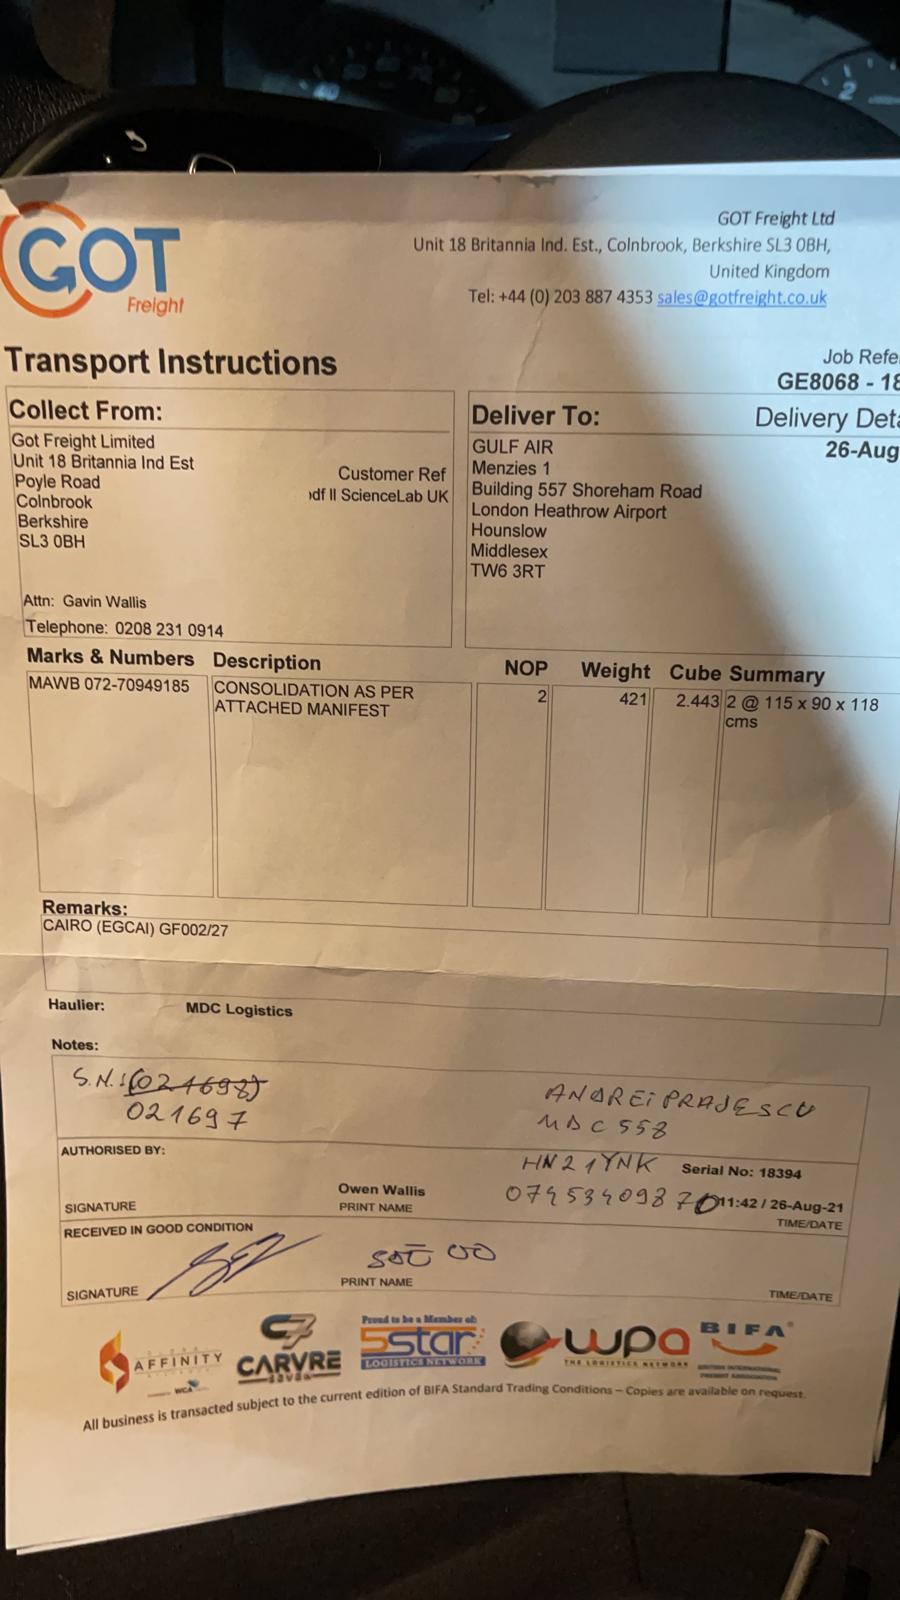 GOT
Freight
GOT Freight Ltd
Unit 18 Britannia Ind. Est., Colnbrook, Berkshire SL3 0BH,
United Kingdom
Tel: +44 (0) 203 887 4353 sales@gotfreight.co.uk
Transport Instructions
Job Refe
GE8068 - 18
Collect From:
Got Freight Limited
Unit 18 Britannia Ind Est
Poyle Road
Colnbrook
Berkshire
SL3 0BH
Customer Ref
df II ScienceLab UK
Attn: Gavin Wallis
Telephone: 0208 231 0914
Deliver To:
GULF AIR
Menzies 1
Building 557 Shoreham Road
London Heathrow Airport
Hounslow
Middlesex
TW6 3RT
Delivery Deta
26-Aug
Marks & Numbers Description NOP Weight Cube Summary
MAWB 072-70949185 CONSOLIDATION AS PER 2 421 2.443 2 @ 115 x 90 x 118
ATTACHED MANIFEST cms
Remarks:
CAIRO (EGCAI) GF002/27
Haulier: MDC Logistics
Notes:
S.N.: (021698)
021697
ANDREI PRAJESCU
MDC 558
HN21YNK
07453409870
AUTHORISED BY:
Serial No: 18394
Owen Wallis 11:42 / 26-Aug-21
SIGNATURE PRINT NAME TIME/DATE
RECEIVED IN GOOD CONDITION
SIGNATURE PRINT NAME TIME/DATE
AFFINITY
WCA
CARVRE
SEVEN
Proud to be a Member of:
5star
LOGISTICS NETWORK
wpa
THE LOGISTICS NETWORK
BIFA
BRITISH INTERNATIONAL
FREIGHT ASSOCIATION
All business is transacted subject to the current edition of BIFA Standard Trading Conditions – Copies are available on request.